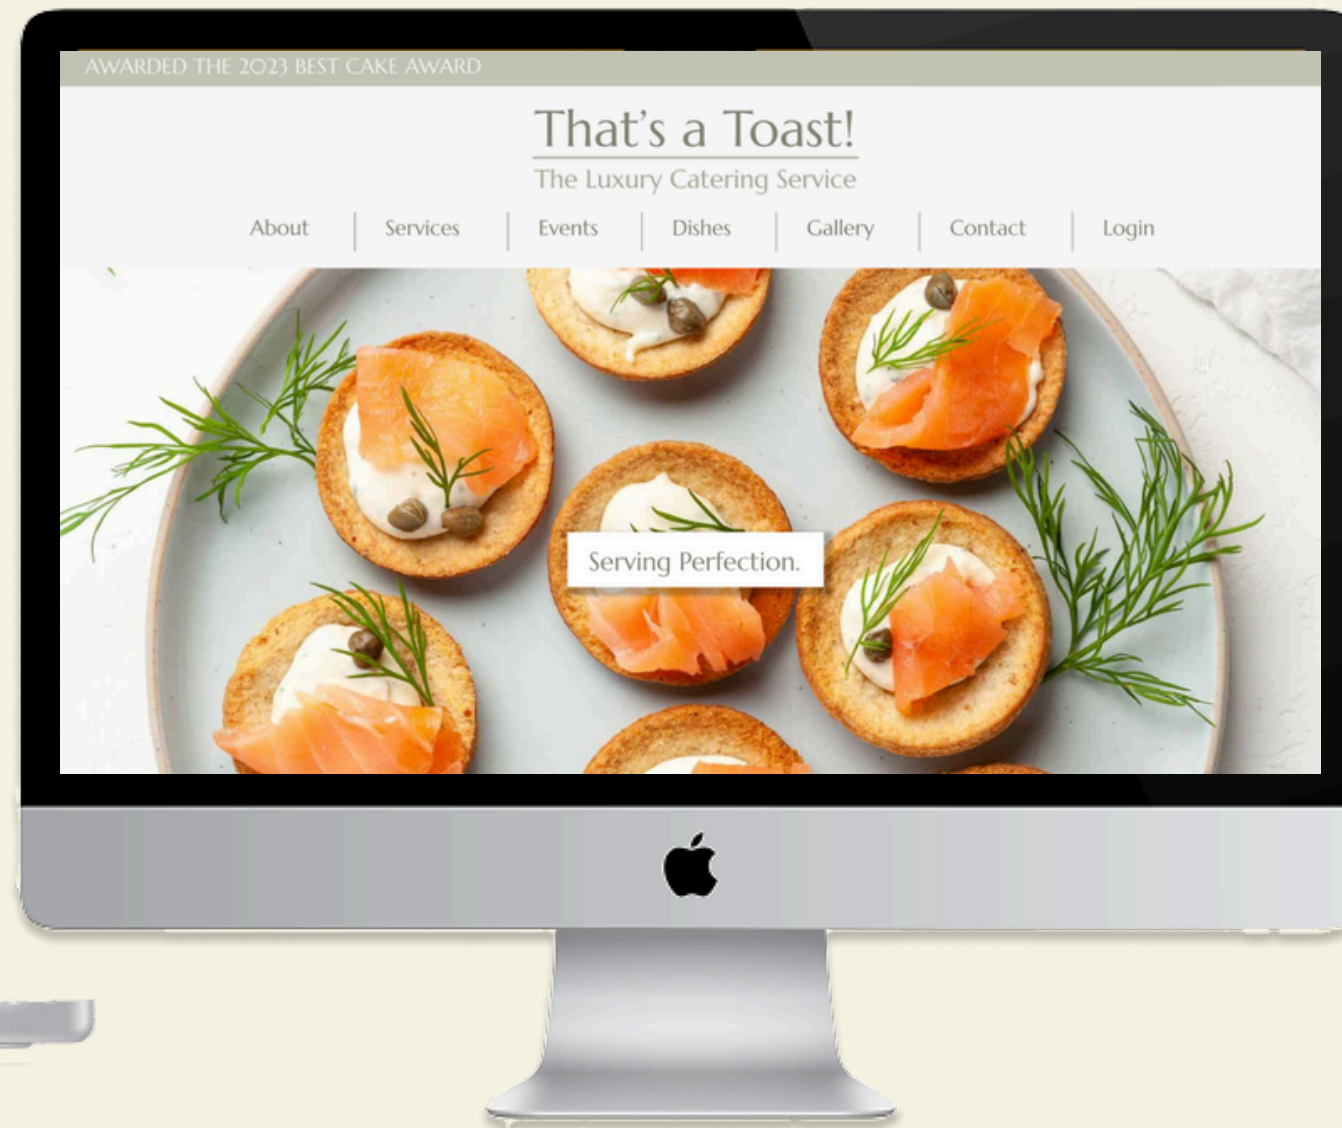 AWARDED THE 2023 BEST CAKE AWARD
That's a Toast!
The Luxury Catering Service
About Services Events Dishes Gallery Contact Login
Serving Perfection.